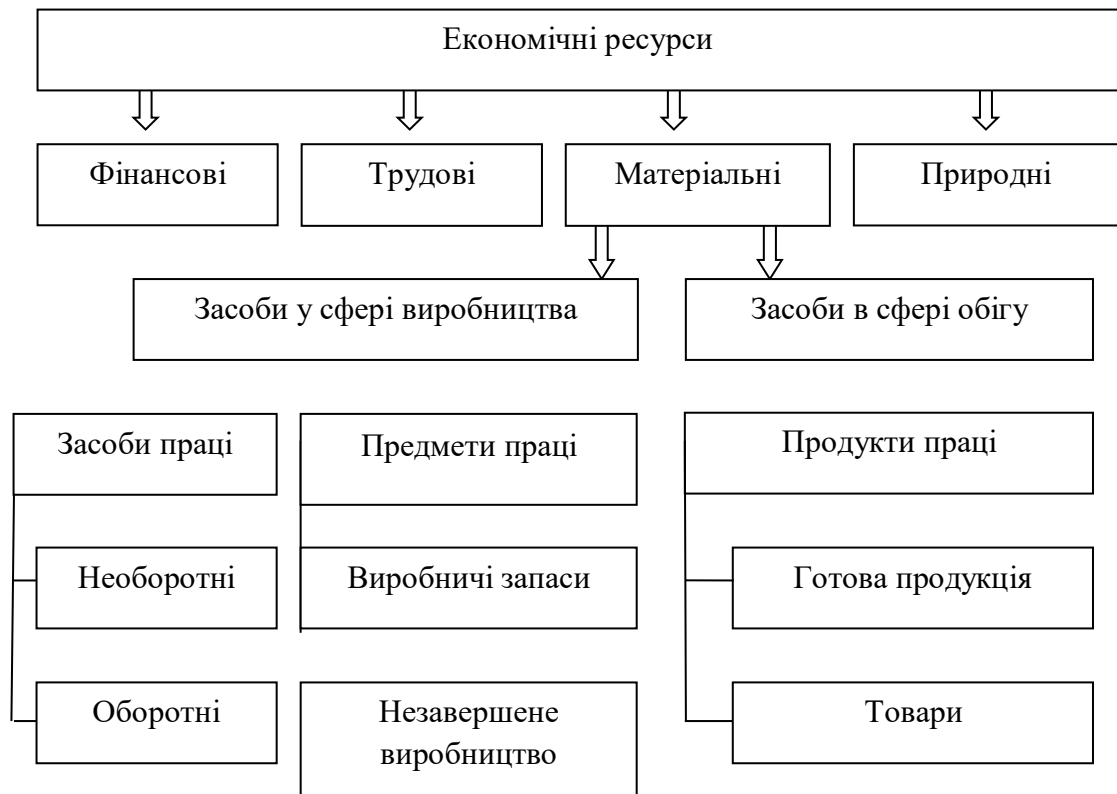 Економічні ресурси
Фінансові
Трудові
Матеріальні
Природні
Засоби у сфері виробництва
Засоби в сфері обігу
Засоби праці
Предмети праці
Продукти праці
Необоротні
Виробничі запаси
Готова продукція
Оборотні
Незавершене
виробництво
Товари